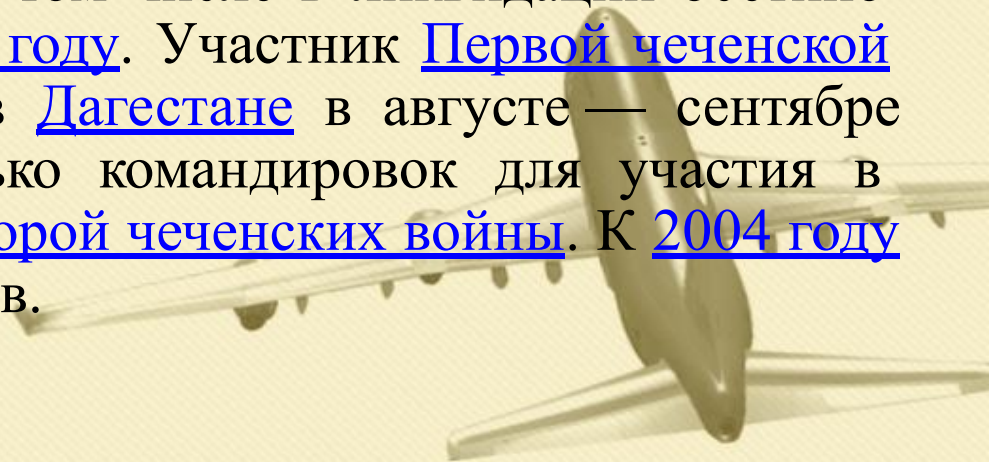 году. Участник Первой чеченской
в Дагестане в августе — сентябре
командировок для участия в
чеченских войны. К 2004 году
в.